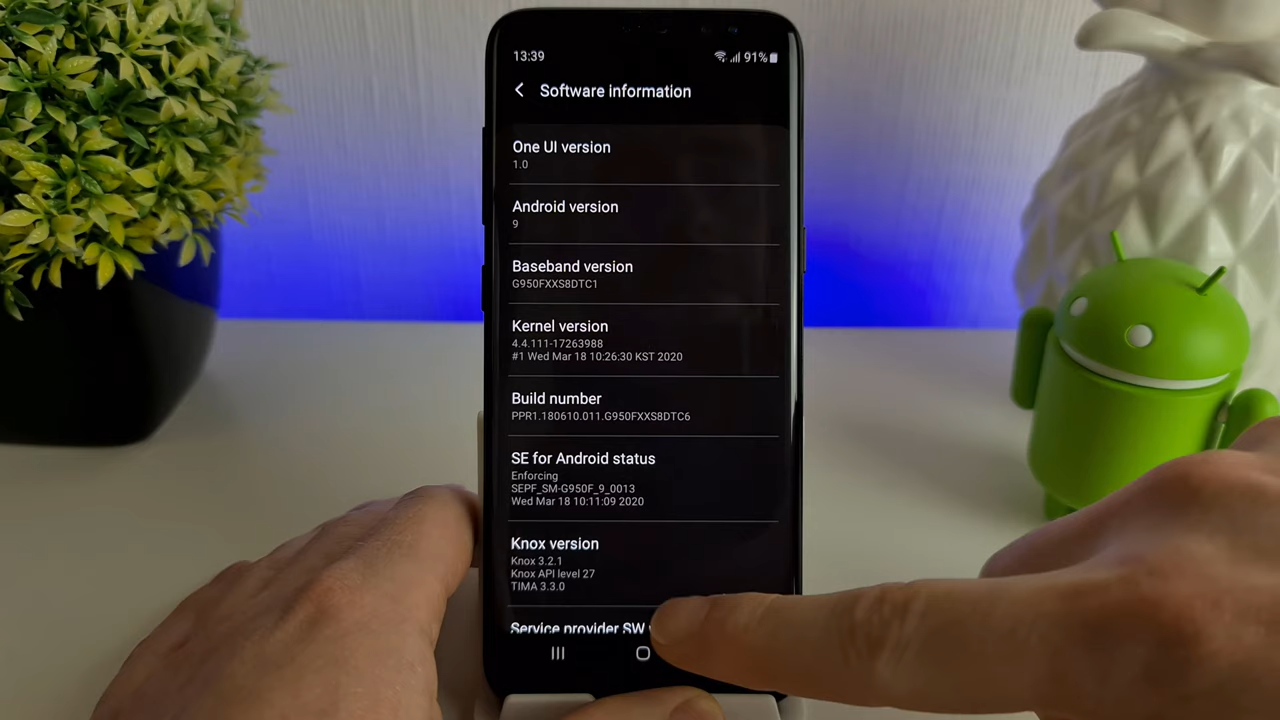 13:39
91%
Software information
One UI version
1.0
Android version
9
Baseband version
G950FXXS8DTC1
Kernel version
4.4.111-17263988
#1 Wed Mar 18 10:26:30 KST 2020
Build number
PPR1.180610.011.G950FXXS8DTC6
SE for Android status
Enforcing
SEPF_SM-G950F_9_0013
Wed Mar 18 10:11:09 2020
Knox version
Knox 3.2.1
Knox API level 27
TIMA 3.3.0
Service provider SW